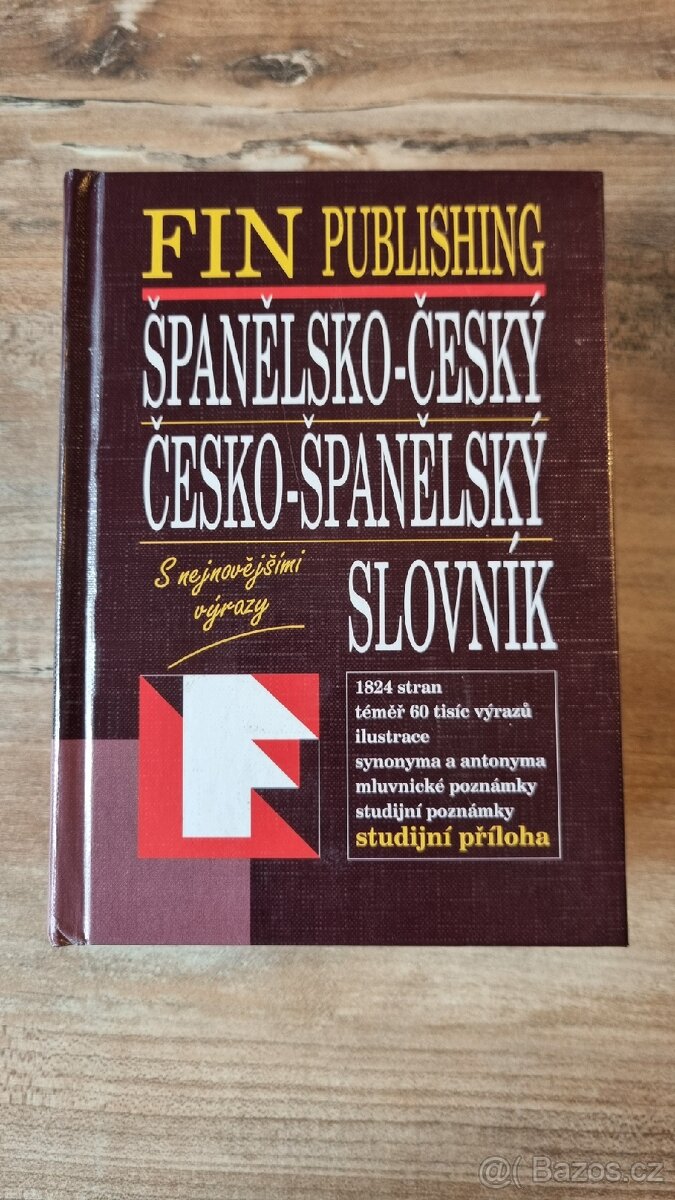 FIN PUBLISHING
ŠPANĚLSKO-ČESKÝ
ČESKO-ŠPANĚLSKÝ
S nejnovějšími
výrazy
SLOVNÍK
1824 stran
téměř 60 tisíc výrazů
ilustrace
synonyma a antonyma
mluvnické poznámky
studijní poznámky
studijní příloha
@( Bazos.cz